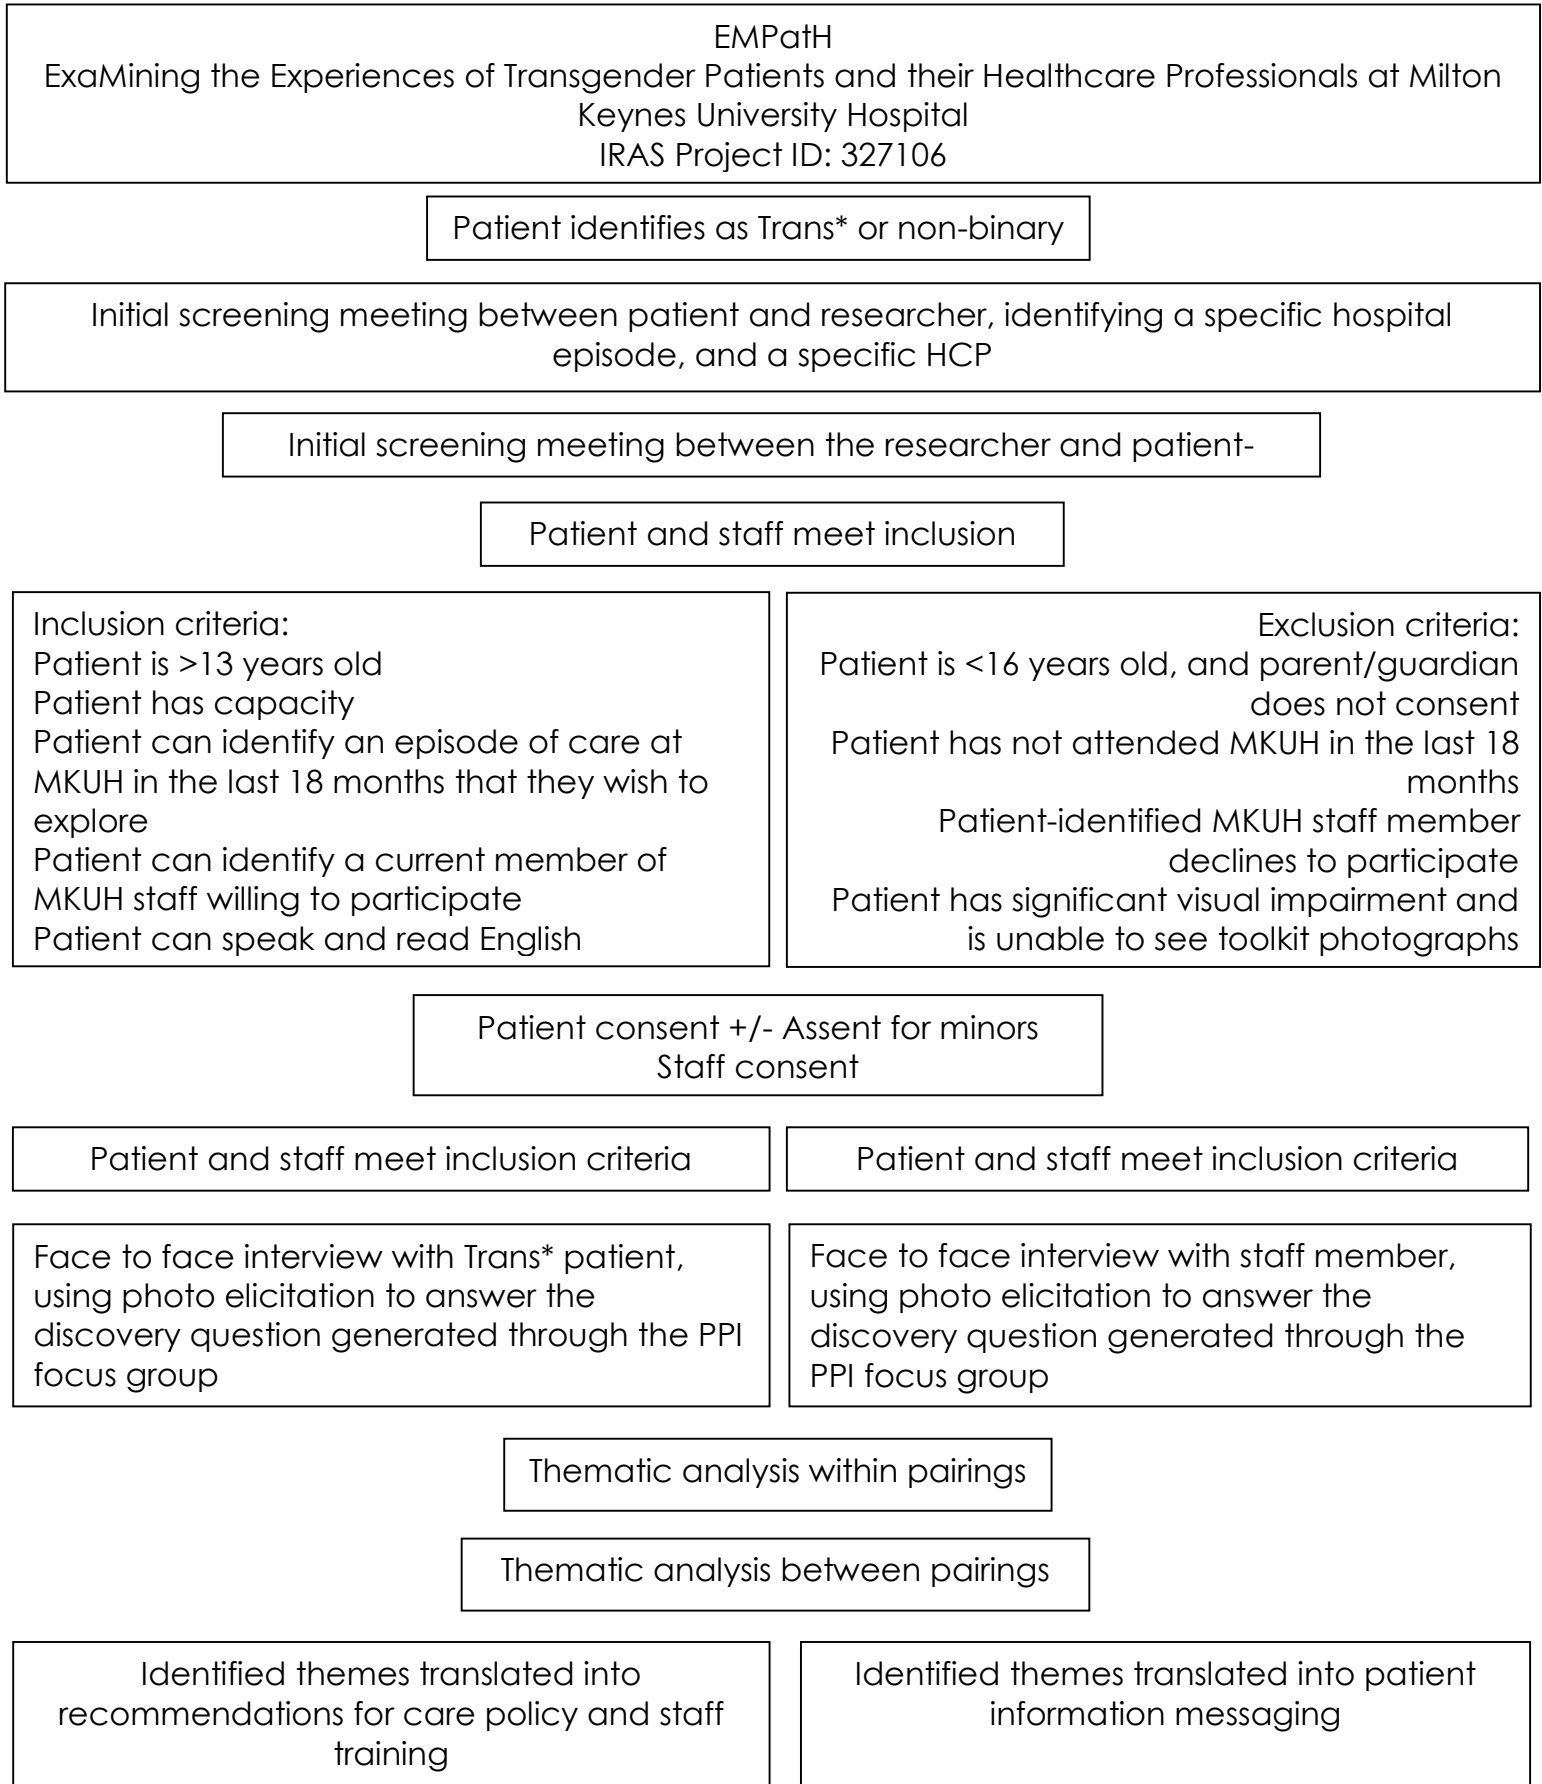 EMPatH
ExaMining the Experiences of Transgender Patients and their Healthcare Professionals at Milton
Keynes University Hospital
IRAS Project ID: 327106
Patient identifies as Trans* or non-binary
Initial screening meeting between patient and researcher, identifying a specific hospital
episode, and a specific HCP
Initial screening meeting between the researcher and patient-
Patient and staff meet inclusion
Inclusion criteria:
Patient is >13 years old
Patient has capacity
Patient can identify an episode of care at
MKUH in the last 18 months that they wish to
explore
Patient can identify a current member of
MKUH staff willing to participate
Patient can speak and read English
Exclusion criteria:
Patient is <16 years old, and parent/guardian
does not consent
Patient has not attended MKUH in the last 18
months
Patient-identified MKUH staff member
declines to participate
Patient has significant visual impairment and
is unable to see toolkit photographs
Patient consent +/- Assent for minors
Staff consent
Patient and staff meet inclusion criteria
Patient and staff meet inclusion criteria
Face to face interview with Trans* patient,
using photo elicitation to answer the
discovery question generated through the PPI
focus group
Face to face interview with staff member,
using photo elicitation to answer the
discovery question generated through the
PPI focus group
Thematic analysis within pairings
Thematic analysis between pairings
Identified themes translated into
recommendations for care policy and staff
training
Identified themes translated into patient
information messaging